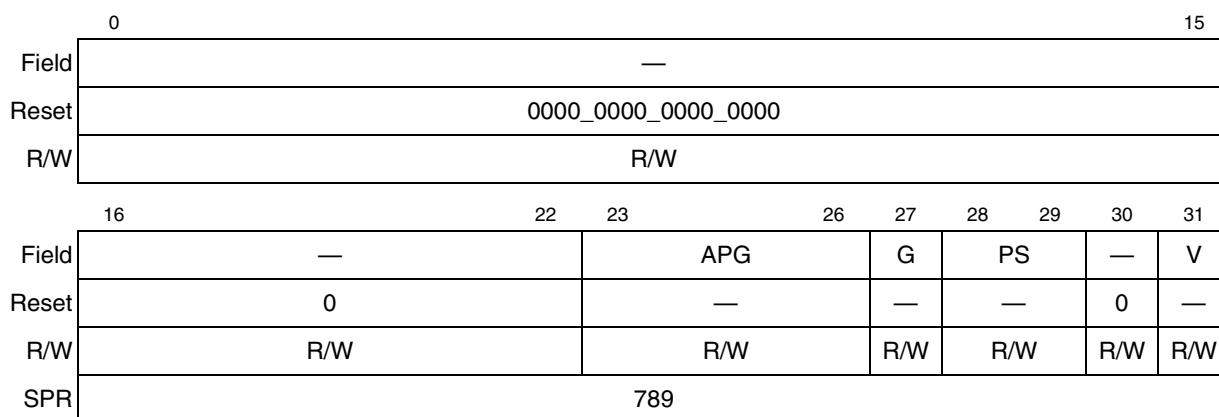 0 15
Field —
Reset 0000_0000_0000_0000
R/W R/W
16 22 23 26 27 28 29 30 31
Field — APG G PS — V
Reset 0 — — — 0 —
R/W R/W R/W R/W R/W R/W R/W
SPR 789